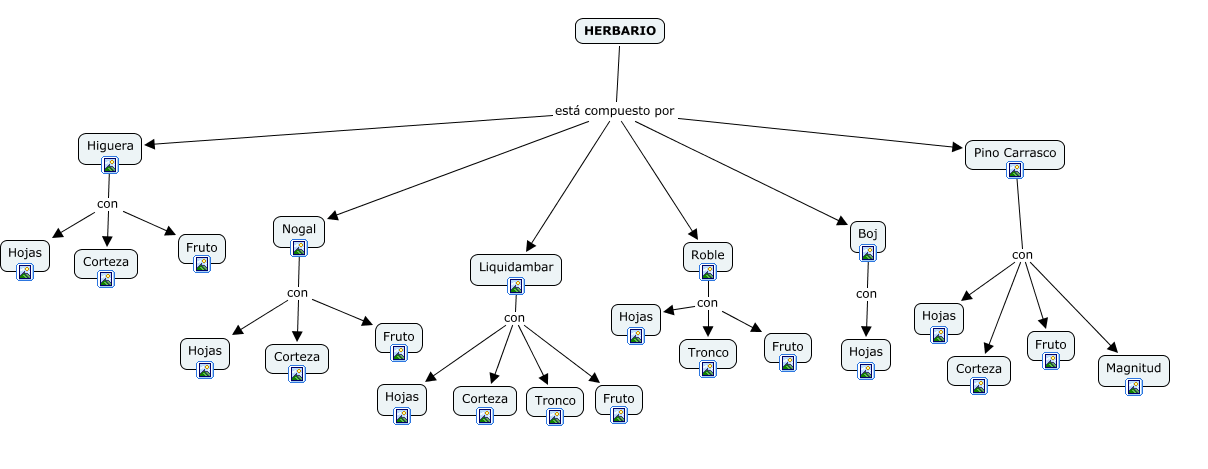 HERBARIO
está compuesto por
Higuera
con
Hojas
Corteza
Fruto
Nogal
con
Hojas
Corteza
Fruto
Liquidambar
con
Hojas
Corteza
Tronco
Fruto
Roble
con
Hojas
Tronco
Fruto
Boj
con
Hojas
Pino Carrasco
con
Hojas
Corteza
Fruto
Magnitud